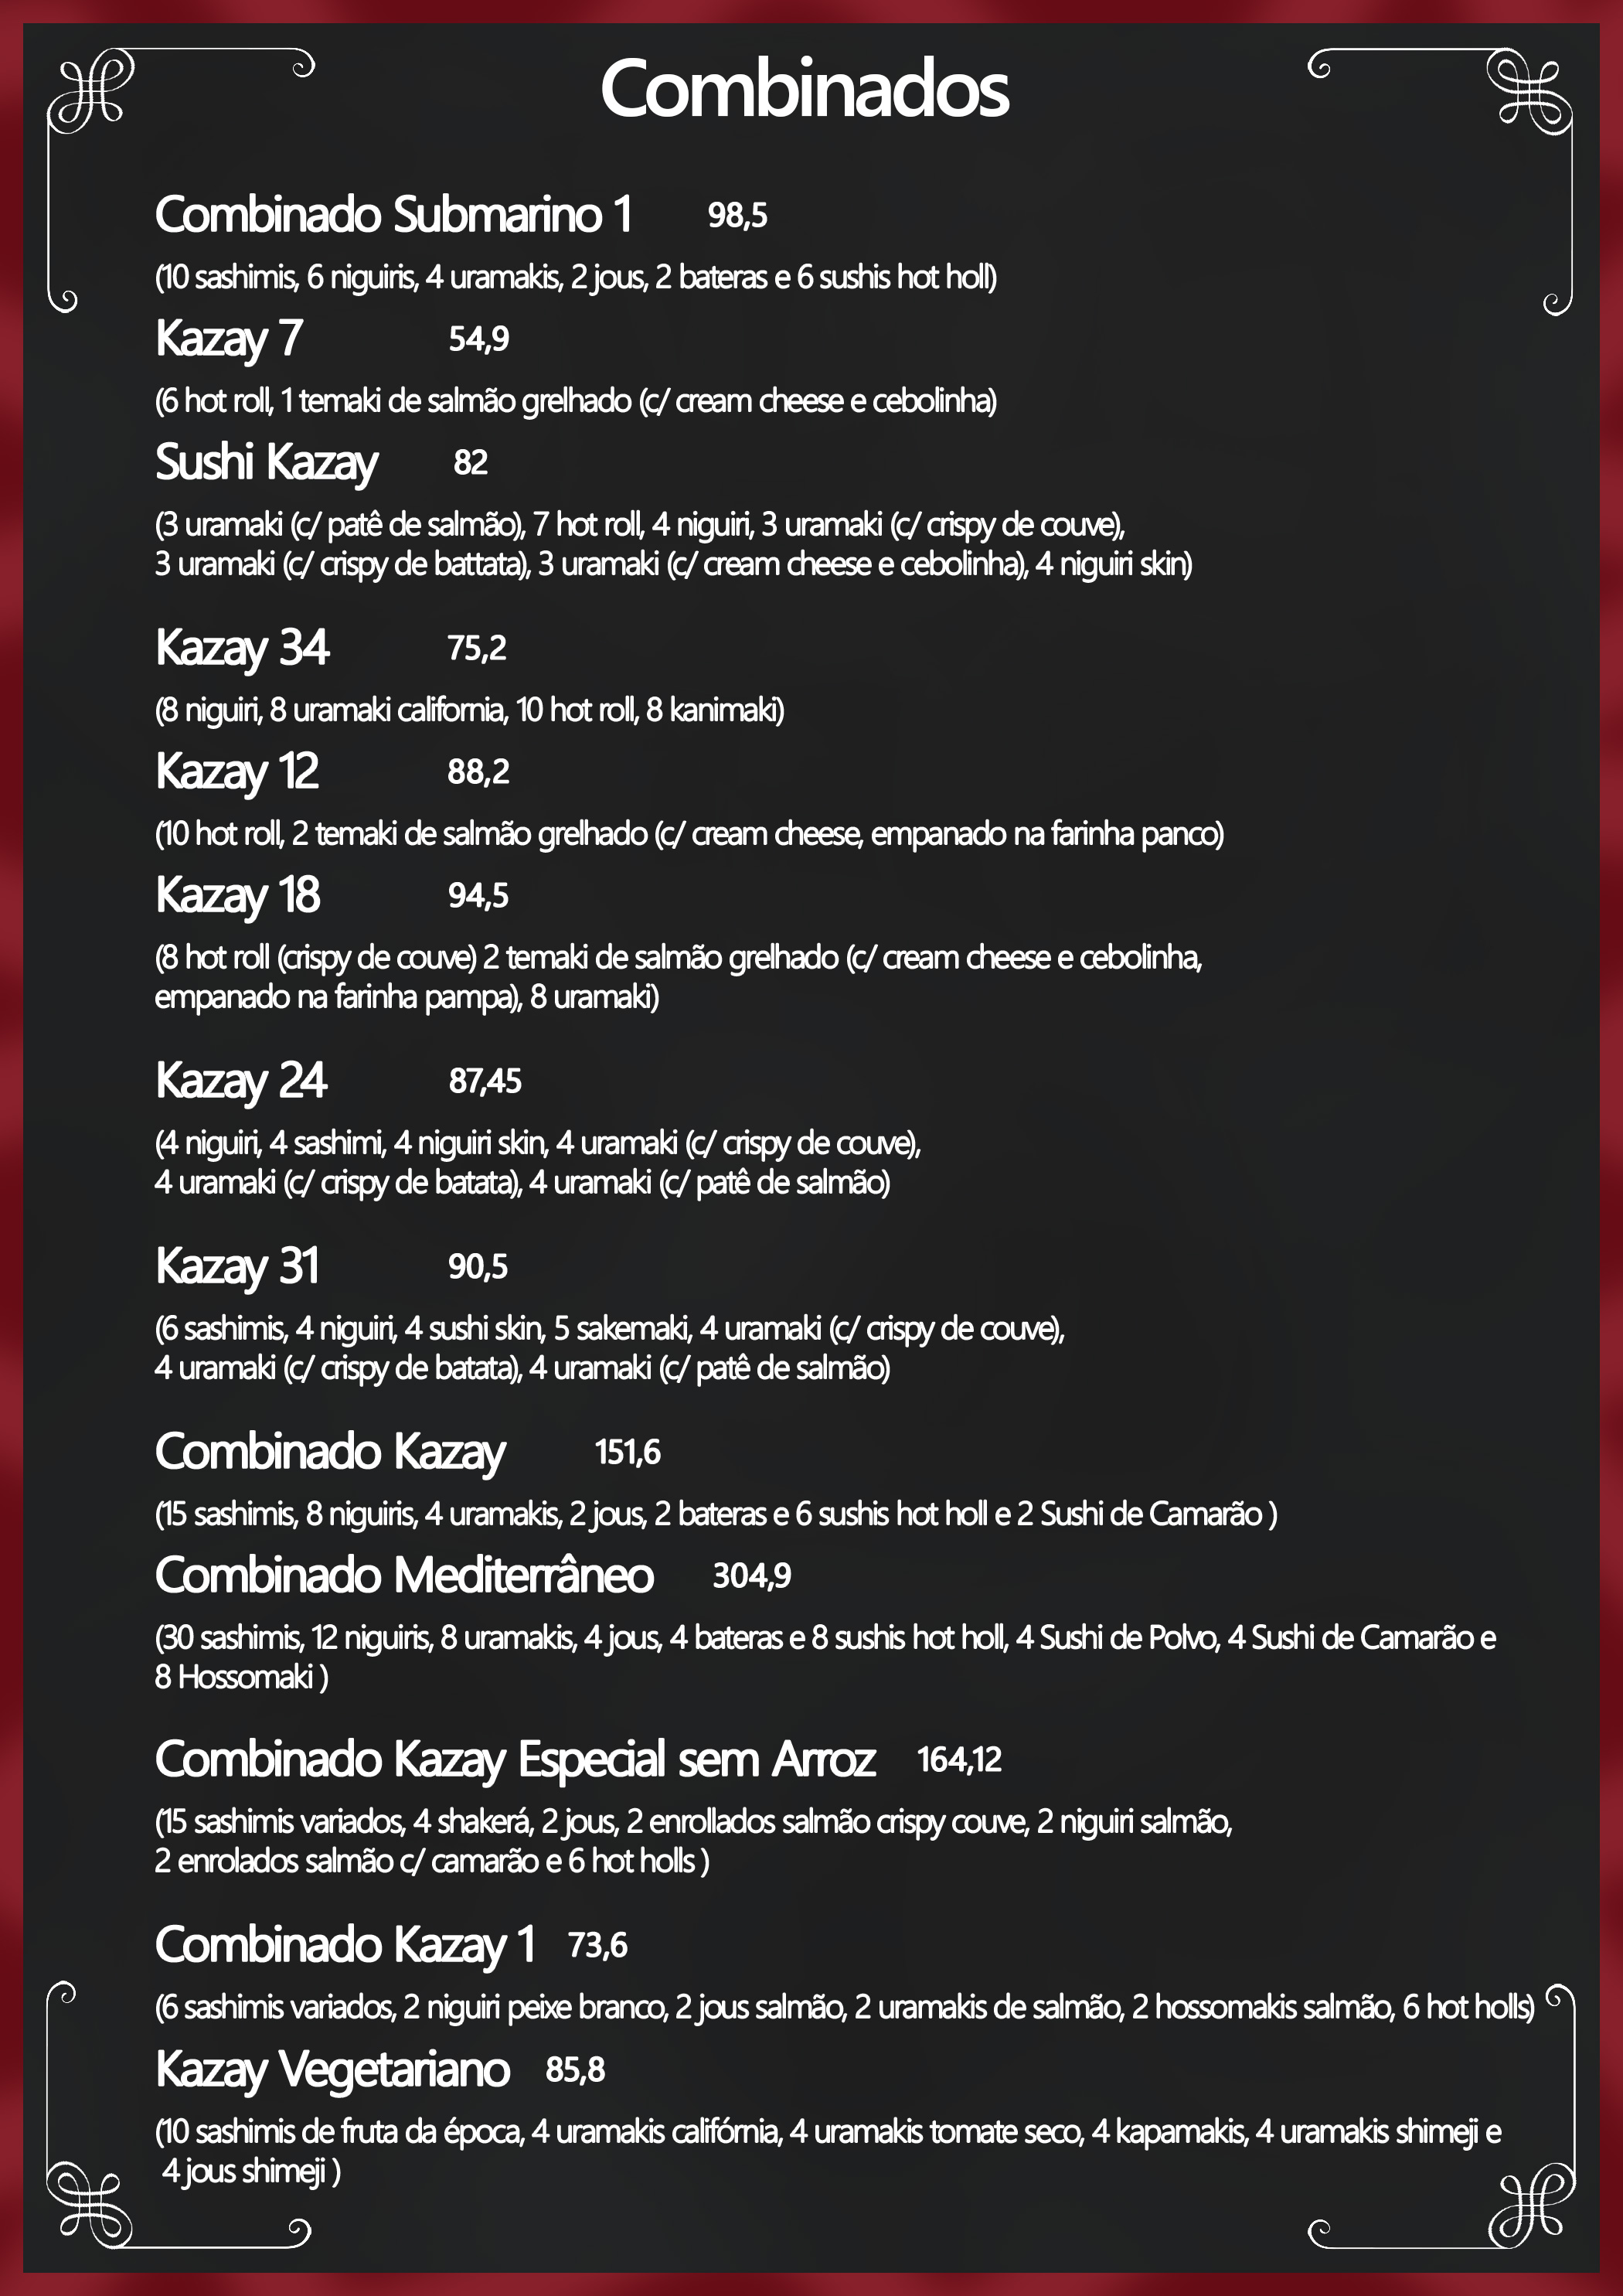 Combinados
Combinado Submarino 1 98,5
(10 sashimis, 6 niguiris, 4 uramakis, 2 jous, 2 bateras e 6 sushis hot holl)
Kazay 7 54,9
(6 hot roll, 1 temaki de salmão grelhado (c/ cream cheese e cebolinha)
Sushi Kazay 82
(3 uramaki (c/ patê de salmão), 7 hot roll, 4 niguiri, 3 uramaki (c/ crispy de couve),
3 uramaki (c/ crispy de battata), 3 uramaki (c/ cream cheese e cebolinha), 4 niguiri skin)
Kazay 34 75,2
(8 niguiri, 8 uramaki california, 10 hot roll, 8 kanimaki)
Kazay 12 88,2
(10 hot roll, 2 temaki de salmão grelhado (c/ cream cheese, empanado na farinha panco)
Kazay 18 94,5
(8 hot roll (crispy de couve) 2 temaki de salmão grelhado (c/ cream cheese e cebolinha,
empanado na farinha pampa), 8 uramaki)
Kazay 24 87,45
(4 niguiri, 4 sashimi, 4 niguiri skin, 4 uramaki (c/ crispy de couve),
4 uramaki (c/ crispy de batata), 4 uramaki (c/ patê de salmão)
Kazay 31 90,5
(6 sashimis, 4 niguiri, 4 sushi skin, 5 sakemaki, 4 uramaki (c/ crispy de couve),
4 uramaki (c/ crispy de batata), 4 uramaki (c/ patê de salmão)
Combinado Kazay 151,6
(15 sashimis, 8 niguiris, 4 uramakis, 2 jous, 2 bateras e 6 sushis hot holl e 2 Sushi de Camarão )
Combinado Mediterrâneo 304,9
(30 sashimis, 12 niguiris, 8 uramakis, 4 jous, 4 bateras e 8 sushis hot holl, 4 Sushi de Polvo, 4 Sushi de Camarão e
8 Hossomaki )
Combinado Kazay Especial sem Arroz 164,12
(15 sashimis variados, 4 shakerá, 2 jous, 2 enrollados salmão crispy couve, 2 niguiri salmão,
2 enrolados salmão c/ camarão e 6 hot holls )
Combinado Kazay 1 73,6
(6 sashimis variados, 2 niguiri peixe branco, 2 jous salmão, 2 uramakis de salmão, 2 hossomakis salmão, 6 hot holls)
Kazay Vegetariano 85,8
(10 sashimis de fruta da época, 4 uramakis califórnia, 4 uramakis tomate seco, 4 kapamakis, 4 uramakis shimeji e
4 jous shimeji )